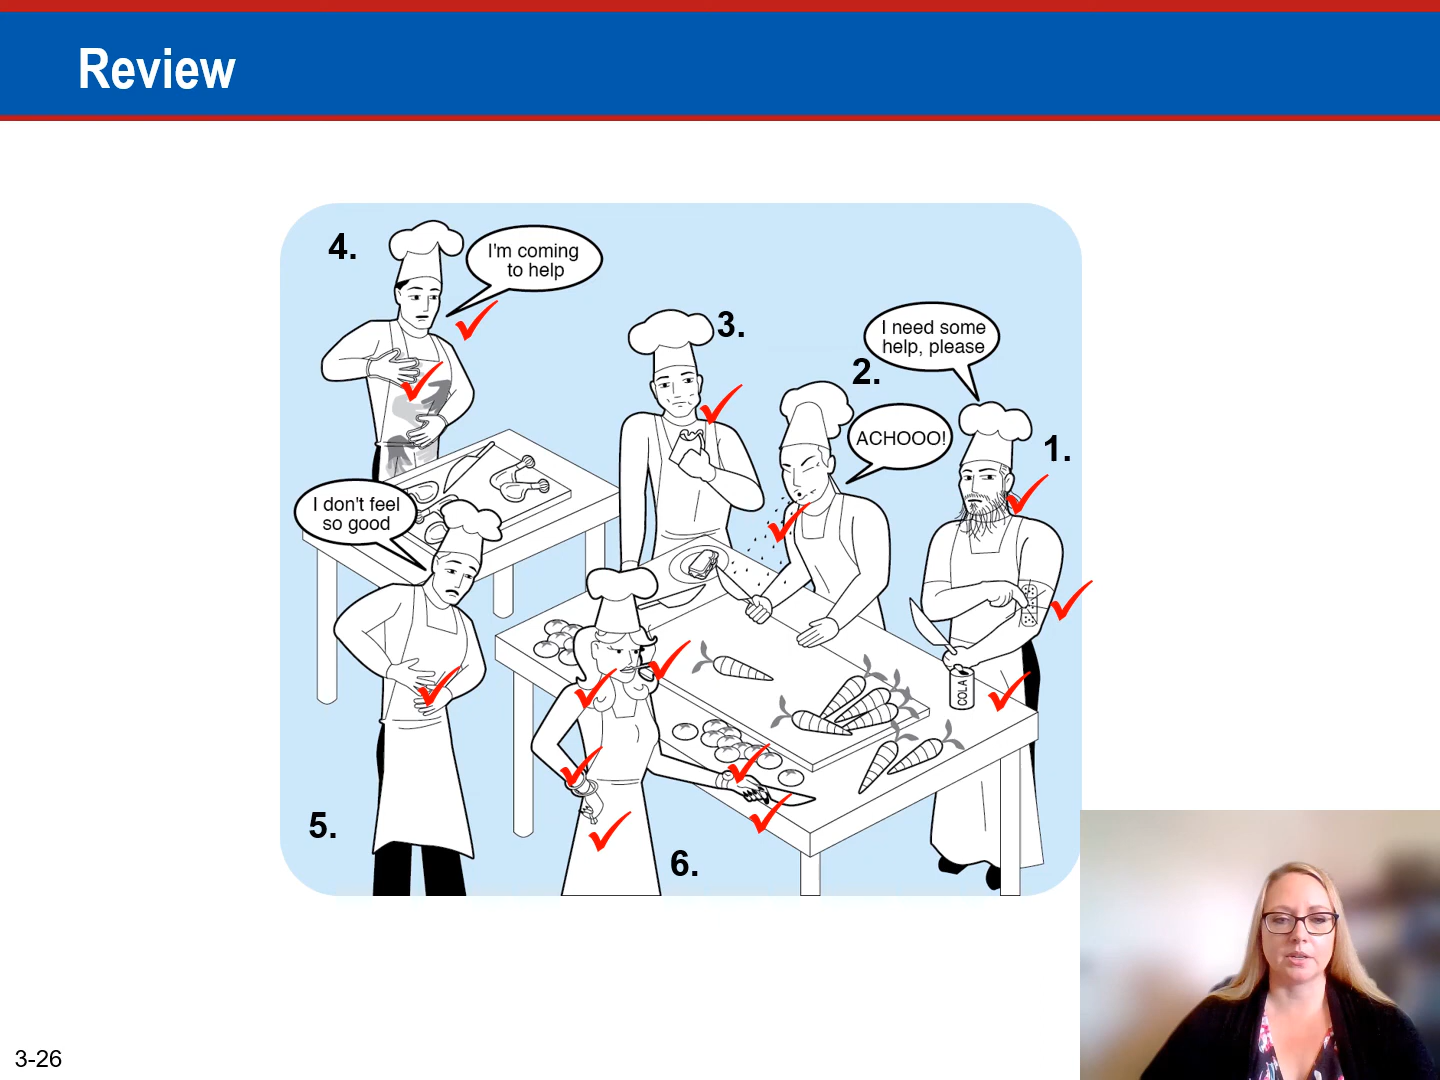 Review
4.
I'm coming
to help
3.
I need some
help, please
2.
ACHOOO!
1.
I don't feel
so good
COLA
5.
6.
3-26